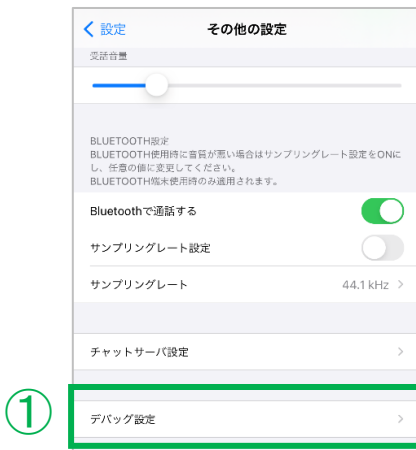 設定 その他の設定
受話音量
BLUETOOTH設定
BLUETOOTH使用時に音質が悪い場合はサンプリングレート設定をONに
し、任意の値に変更してください。
BLUETOOTH端末使用時のみ適用されます。
Bluetoothで通話する
サンプリングレート設定
サンプリングレート 44.1 kHz
チャットサーバ設定
① デバッグ設定